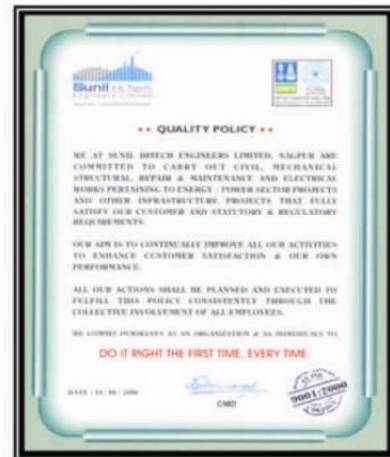 Sunil Hi Tech
Engineers Limited
QUALITY POLICY
WE AT SUNIL HITECH ENGINEERS LIMITED, NAGPUR ARE
COMMITTED TO CARRY OUT CIVIL, MECHANICAL
STRUCTURAL, REPAIR & MAINTENANCE AND ELECTRICAL
WORKS PERTAINING TO ENERGY / POWER SECTOR PROJECTS
AND OTHER INFRASTRUCTURE PROJECTS THAT FULLY
SATISFY OUR CUSTOMER AND STATUTORY & REGULATORY
REQUIREMENTS.
OUR AIM IS TO CONTINUALLY IMPROVE ALL OUR ACTIVITIES
TO ENHANCE CUSTOMER SATISFACTION & OUR OWN
PERFORMANCE.
ALL OUR ACTIONS SHALL BE PLANNED AND EXECUTED TO
FULFILL THIS POLICY CONSISTENTLY THROUGH THE
COLLECTIVE INVOLVEMENT OF ALL EMPLOYEES.
WE COMMIT OURSELVES AS AN ORGANIZATION & AS INDIVIDUALS TO
DO IT RIGHT THE FIRST TIME, EVERY TIME.
DATE :
CMD
9001:2000